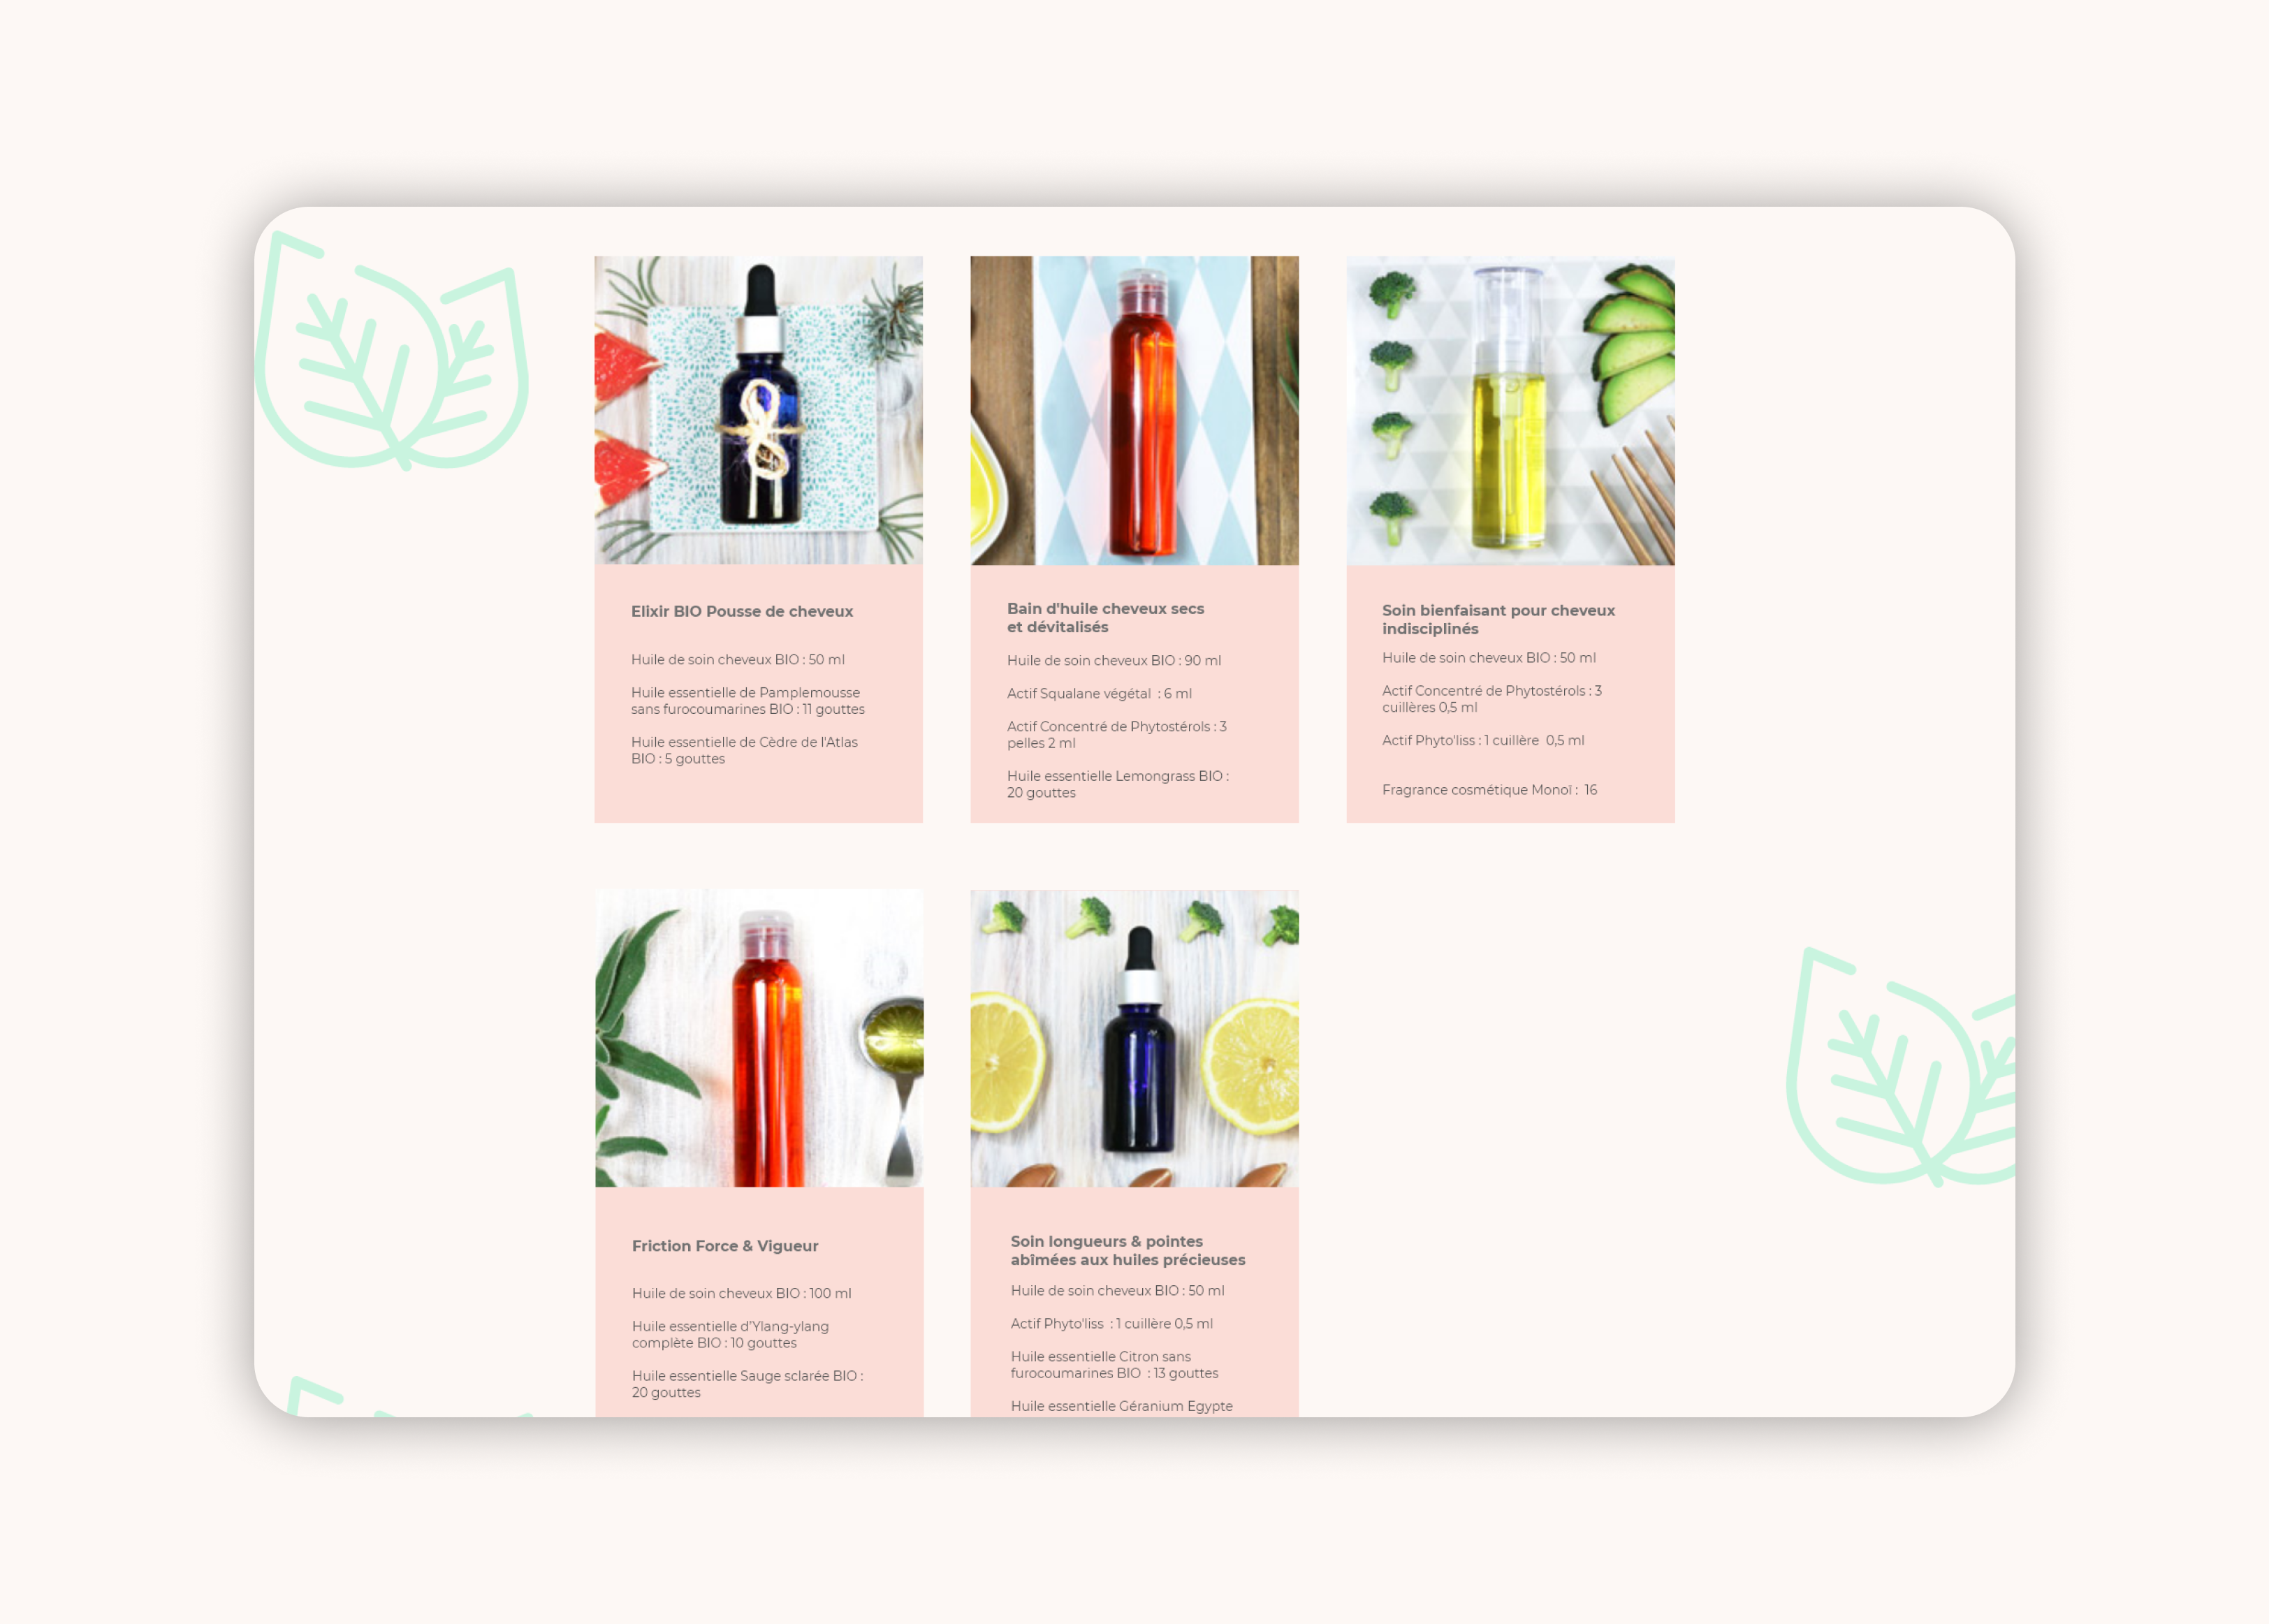 Elixir BIO Pousse de cheveux
Huile de soin cheveux BIO : 50 ml
Huile essentielle de Pamplemousse
sans furocoumarines BIO : 11 gouttes
Huile essentielle de Cèdre de l'Atlas
BIO : 5 gouttes
Bain d'huile cheveux secs
et dévitalisés
Huile de soin cheveux BIO : 90 ml
Actif Squalane végétal : 6 ml
Actif Concentré de Phytostérols : 3
pelles 2 ml
Huile essentielle Lemongrass BIO :
20 gouttes
Soin bienfaisant pour cheveux
indisciplinés
Huile de soin cheveux BIO : 50 ml
Actif Concentré de Phytostérols : 3
cuillères 0,5 ml
Actif Phyto'liss : 1 cuillère 0,5 ml
Fragrance cosmétique Monoï : 16
Friction Force & Vigueur
Huile de soin cheveux BIO : 100 ml
Huile essentielle d'Ylang-ylang
complète BIO : 10 gouttes
Huile essentielle Sauge sclarée BIO :
20 gouttes
Soin longueurs & pointes
abîmées aux huiles précieuses
Huile de soin cheveux BIO : 50 ml
Actif Phyto'liss : 1 cuillère 0,5 ml
Huile essentielle Citron sans
furocoumarines BIO : 13 gouttes
Huile essentielle Géranium Egypte